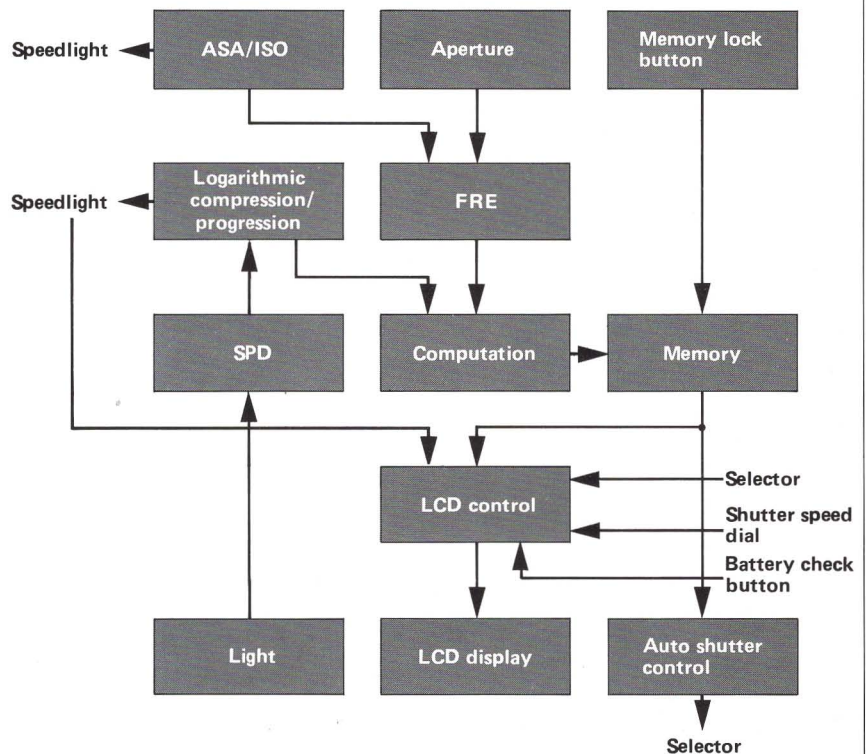 Speedlight
ASA/ISO
Aperture
Memory lock
button
Speedlight
Logarithmic
compression/
progression
FRE
SPD
Computation
Memory
LCD control
Selector
Shutter speed
dial
Battery check
button
Light
LCD display
Auto shutter
control
Selector